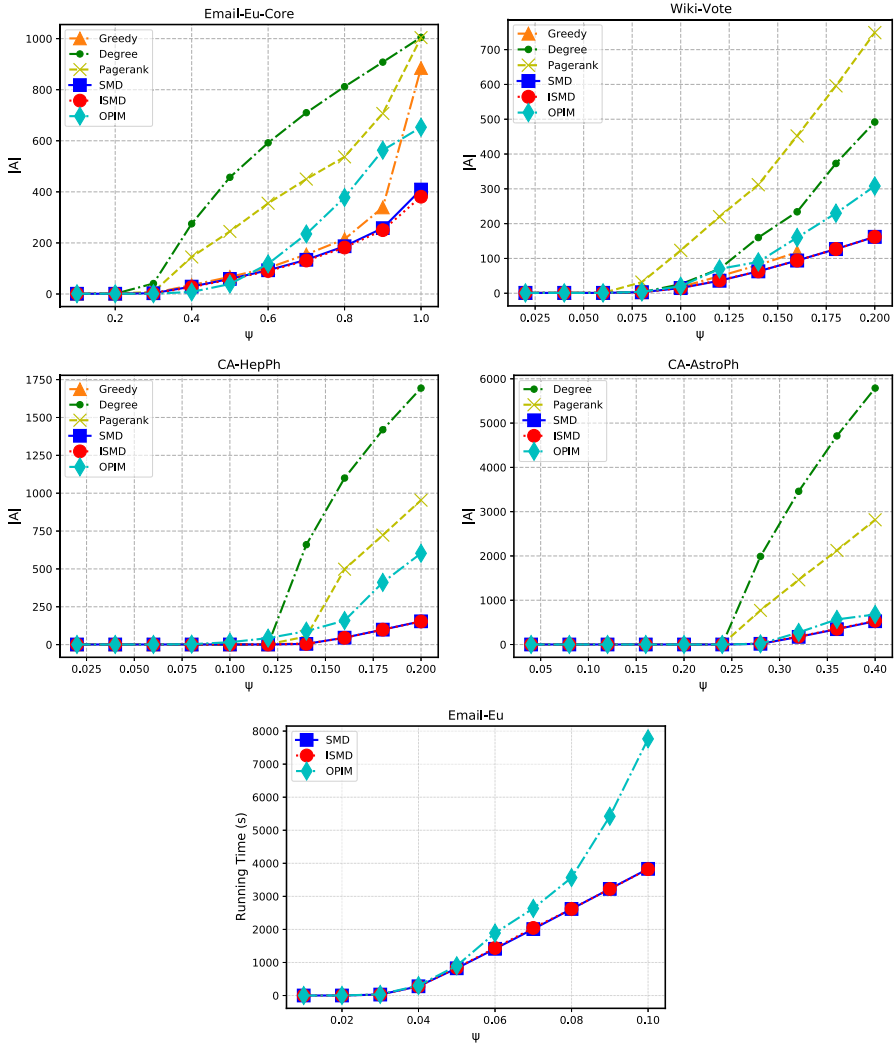 Email-Eu-Core
Greedy
Degree
Pagerank
SMD
ISMD
OPIM
1000
800
600
400
200
0
|A|
0.2 0.4 0.6 0.8 1.0
ψ
Wiki-Vote
Greedy
Degree
Pagerank
SMD
ISMD
OPIM
700
600
500
400
300
200
100
0
|A|
0.025 0.050 0.075 0.100 0.125 0.150 0.175 0.200
ψ
CA-HepPh
Greedy
Degree
Pagerank
SMD
ISMD
OPIM
1750
1500
1250
1000
750
500
250
0
|A|
0.025 0.050 0.075 0.100 0.125 0.150 0.175 0.200
ψ
CA-AstroPh
Degree
Pagerank
SMD
ISMD
OPIM
6000
5000
4000
3000
2000
1000
0
|A|
0.05 0.10 0.15 0.20 0.25 0.30 0.35 0.40
ψ
Email-Eu
SMD
ISMD
OPIM
8000
7000
6000
5000
4000
3000
2000
1000
0
Running Time (s)
0.02 0.04 0.06 0.08 0.10
ψ